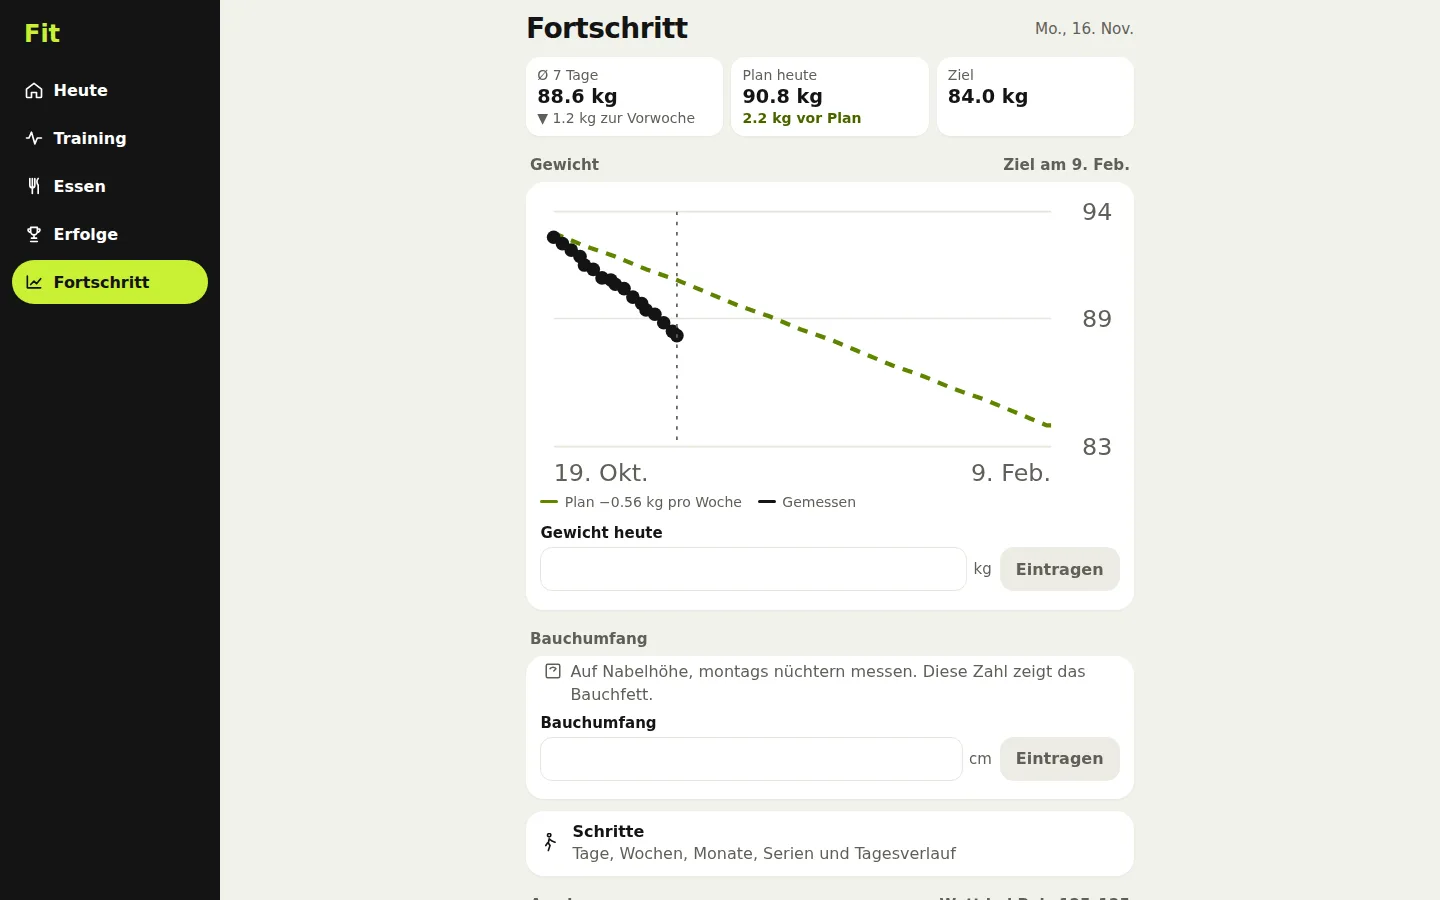 Fit
Heute
Training
Essen
Erfolge
Fortschritt
Fortschritt
Mo., 16. Nov.
Ø 7 Tage
88.6 kg
▼ 1.2 kg zur Vorwoche
Plan heute
90.8 kg
2.2 kg vor Plan
Ziel
84.0 kg
Gewicht
Ziel am 9. Feb.
94
89
83
19. Okt.
9. Feb.
Plan −0.56 kg pro Woche
Gemessen
Gewicht heute
kg
Eintragen
Bauchumfang
Auf Nabelhöhe, montags nüchtern messen. Diese Zahl zeigt das
Bauchfett.
Bauchumfang
cm
Eintragen
Schritte
Tage, Wochen, Monate, Serien und Tagesverlauf